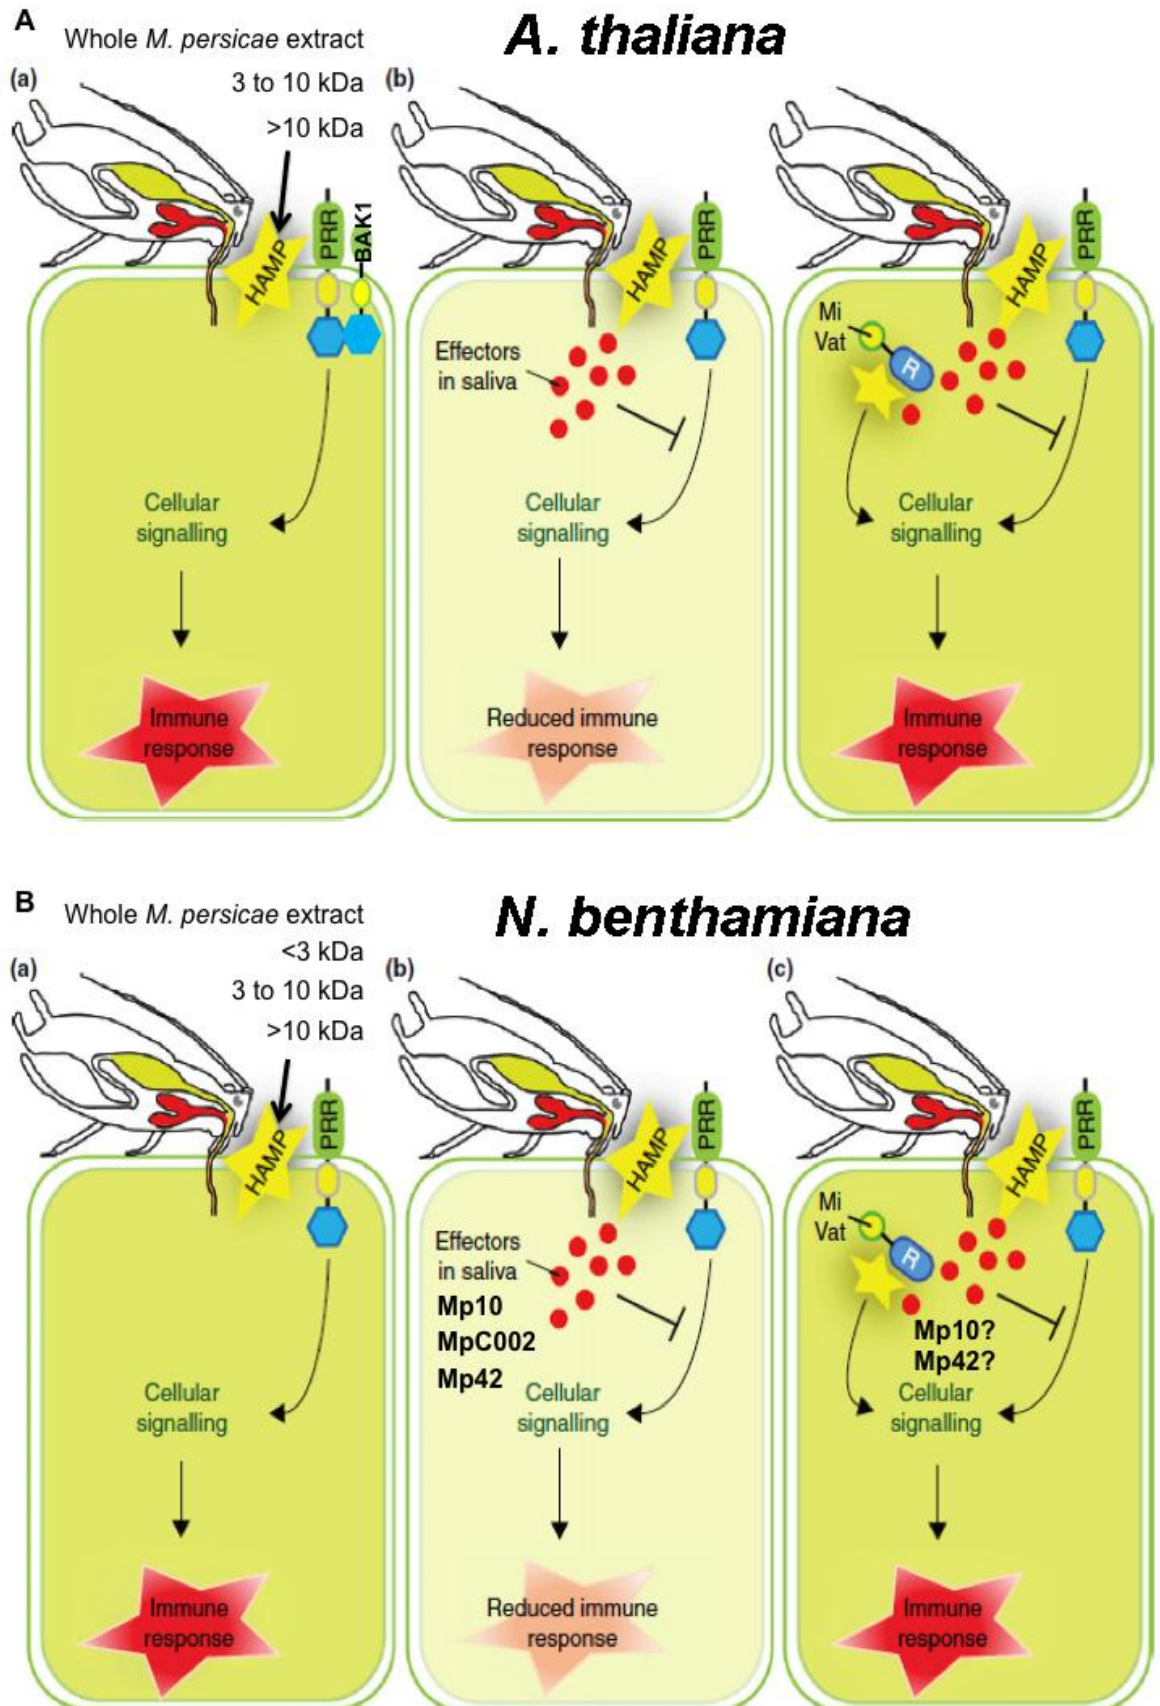 A
Whole M. persicae extract
A. thaliana
(a)
3 to 10 kDa
>10 kDa
(b)
HAMP
PRR
BAK1
HAMP
PRR
HAMP
PRR
Effectors
in saliva
Mi
Vat
R
Cellular
signalling
Cellular
signalling
Cellular
signalling
Immune
response
Reduced immune
response
Immune
response
B
Whole M. persicae extract
N. benthamiana
<3 kDa
(a)
3 to 10 kDa
>10 kDa
(b)
(c)
HAMP
PRR
HAMP
PRR
HAMP
PRR
Effectors
in saliva
Mp10
MpC002
Mp42
Mi
Vat
R
Mp10?
Mp42?
Cellular
signalling
Cellular
signalling
Cellular
signalling
Immune
response
Reduced immune
response
Immune
response